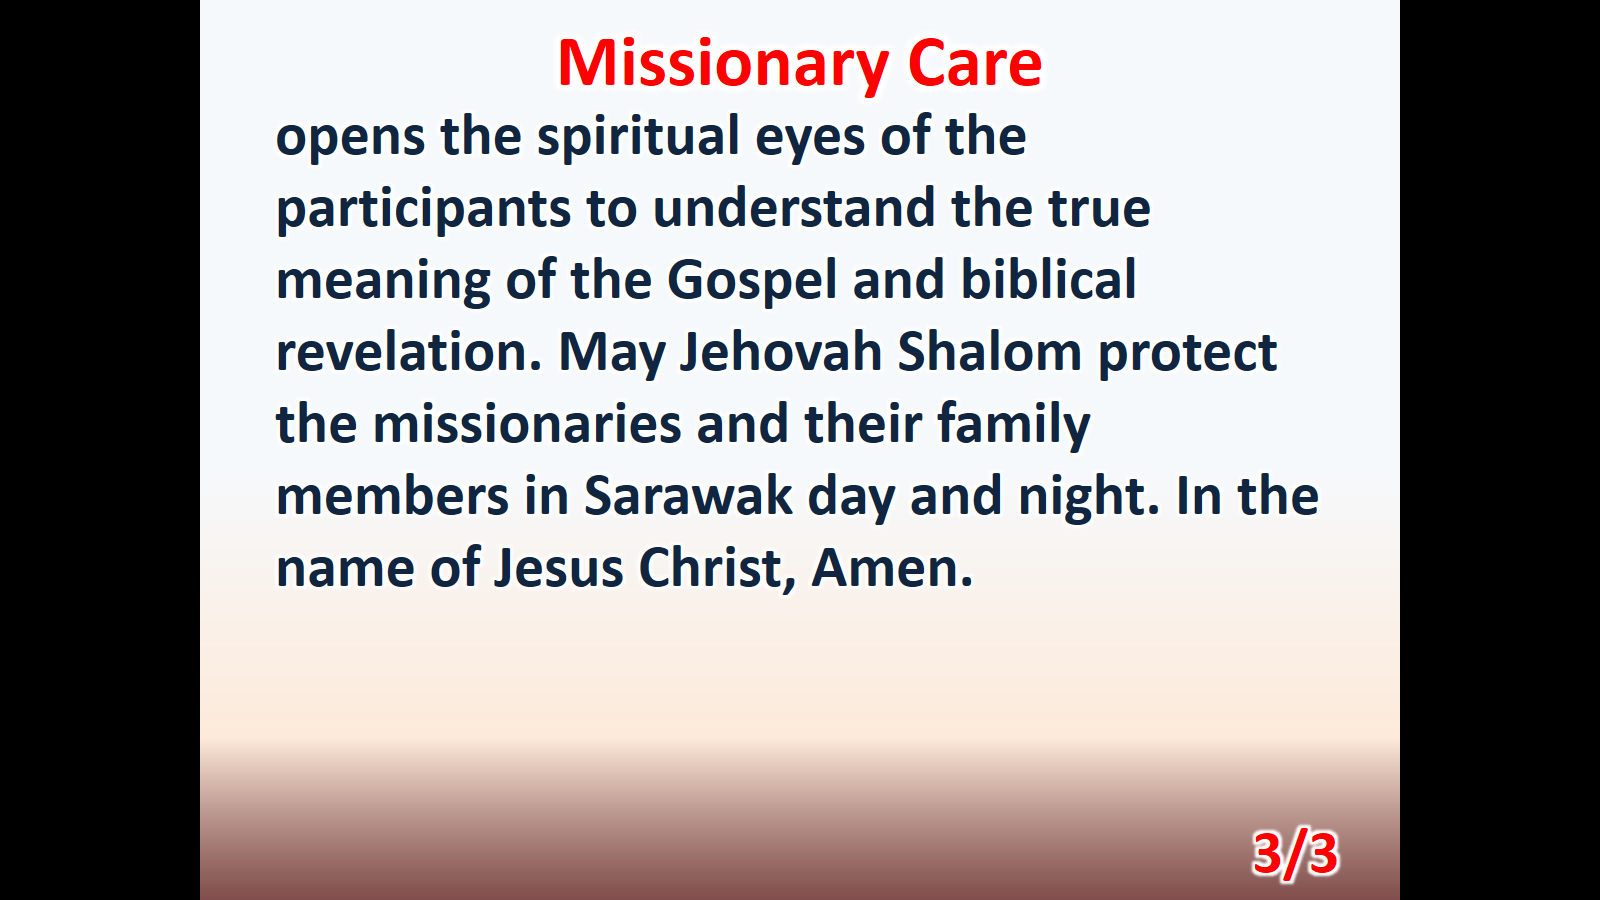 Missionary Care
opens the spiritual eyes of the
participants to understand the true
meaning of the Gospel and biblical
revelation. May Jehovah Shalom protect
the missionaries and their family
members in Sarawak day and night. In the
name of Jesus Christ, Amen.
3/3